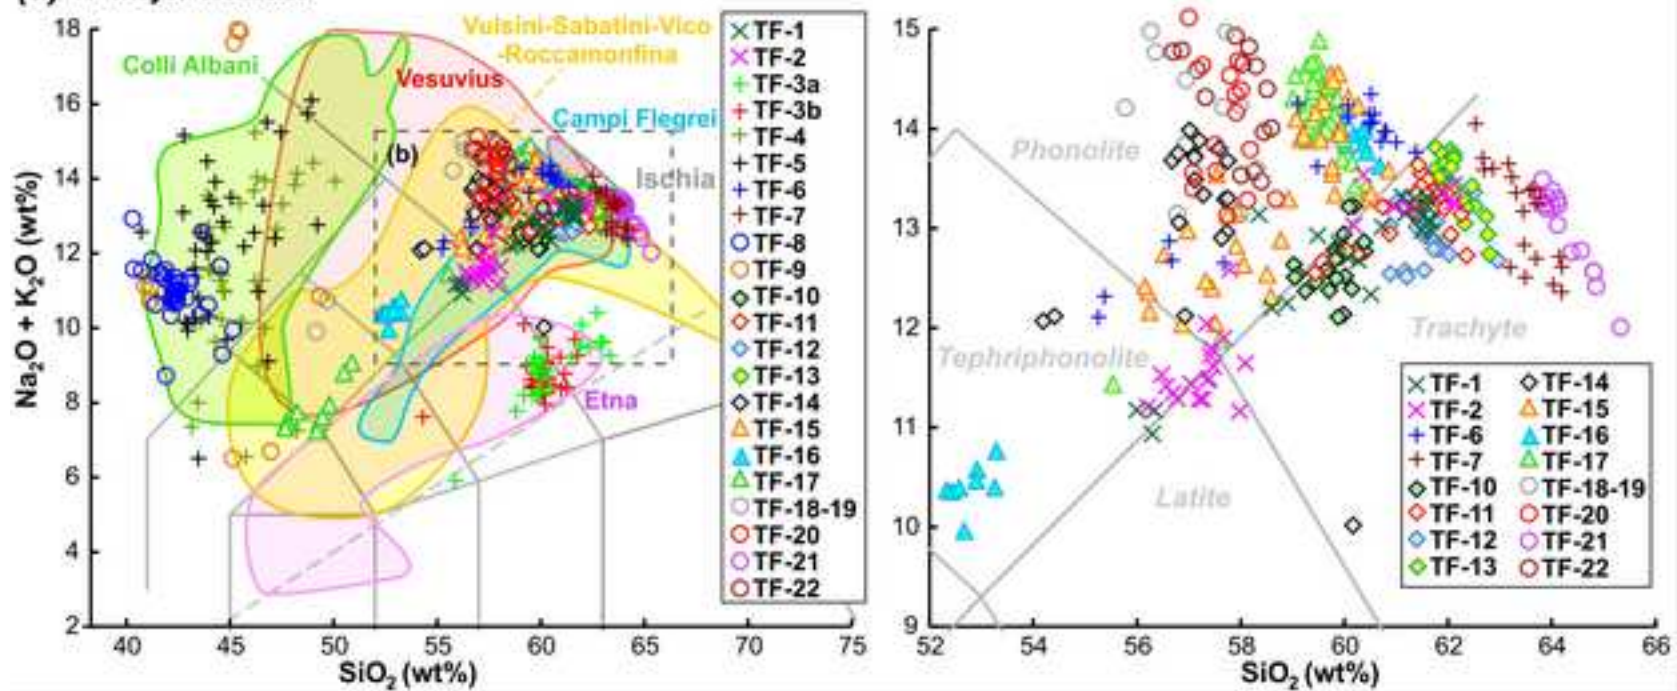 18
16
14
12
10
8
6
4
2
Na₂O + K₂O (wt%)
40
45
50
55
60
65
70
75
SiO₂ (wt%)
Colli Albani
Vesuvius
Vulsini-Sabatini-Vico
-Roccamonfina
Campi Flegrei
(b)
Ischia
Etna
TF-1
TF-2
TF-3a
TF-3b
TF-4
TF-5
TF-6
TF-7
TF-8
TF-9
TF-10
TF-11
TF-12
TF-13
TF-14
TF-15
TF-16
TF-17
TF-18-19
TF-20
TF-21
TF-22
15
14
13
12
11
10
9
52
54
56
58
60
62
64
66
SiO₂ (wt%)
Phonolite
Tephriphonolite
Trachyte
Latite
TF-1 TF-14
TF-2 TF-15
TF-6 TF-16
TF-7 TF-17
TF-10 TF-18-19
TF-11 TF-20
TF-12 TF-21
TF-13 TF-22